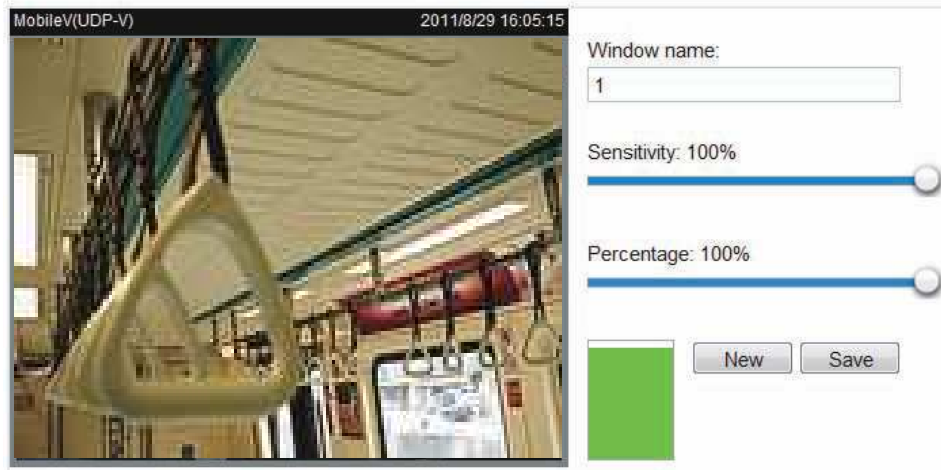 MobileV(UDP-V) 2011/8/29 16:05:15
Window name:
1
Sensitivity: 100%
Percentage: 100%
New Save